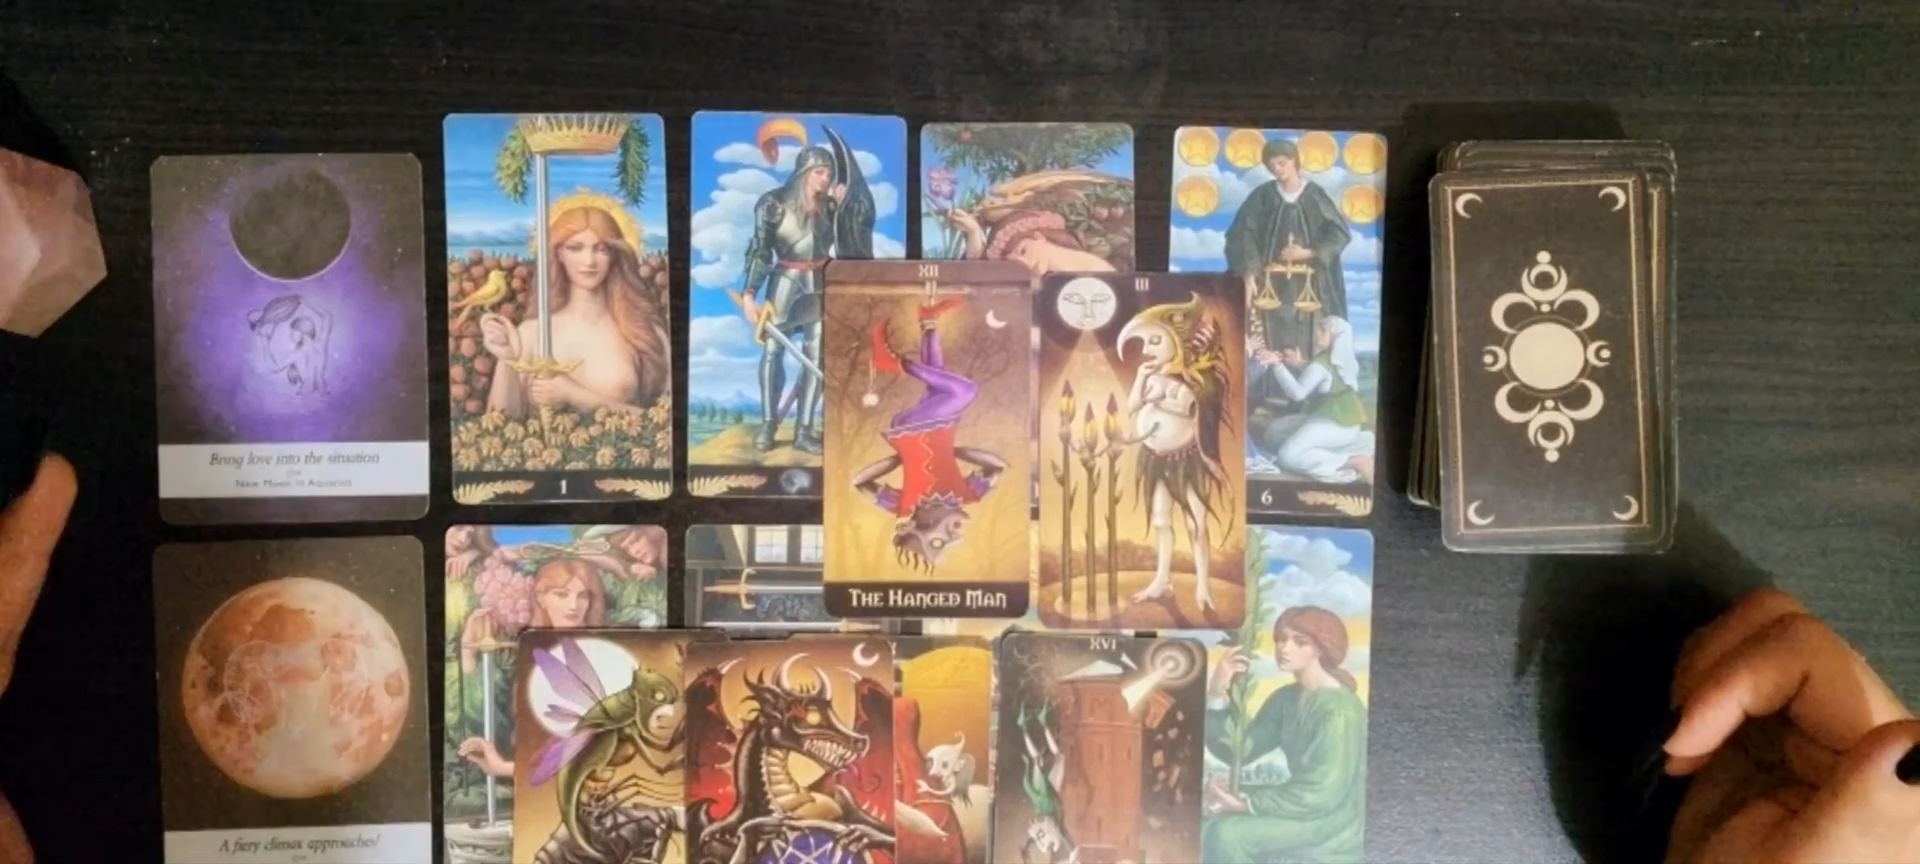 Bring love into the situation
New Moon in Aquarius
1
XII
III
6
THE HANGED MAN
XVI
A fiery climax approaches!